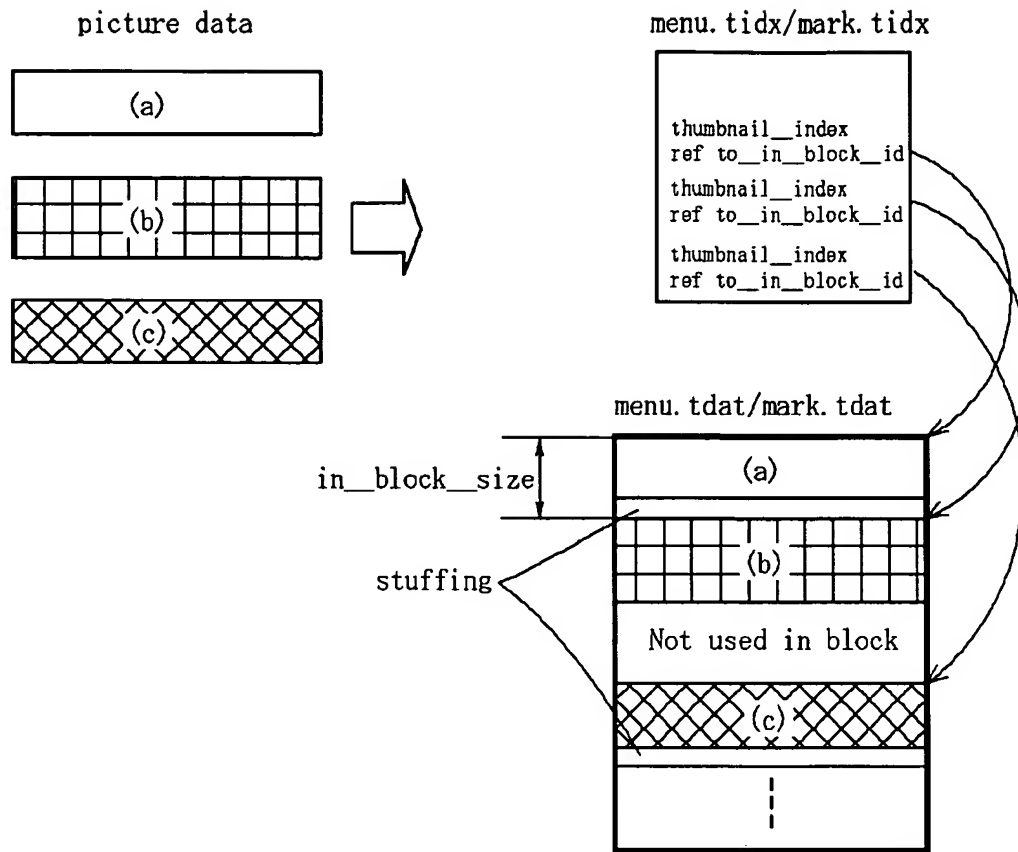 picture data
menu.tidx/mark.tidx
(a)
thumbnail__index
ref to__in__block__id
(b)
thumbnail__index
ref to__in__block__id
thumbnail__index
ref to__in__block__id
(c)
menu.tdat/mark.tdat
in__block__size
(a)
stuffing
(b)
Not used in block
(c)